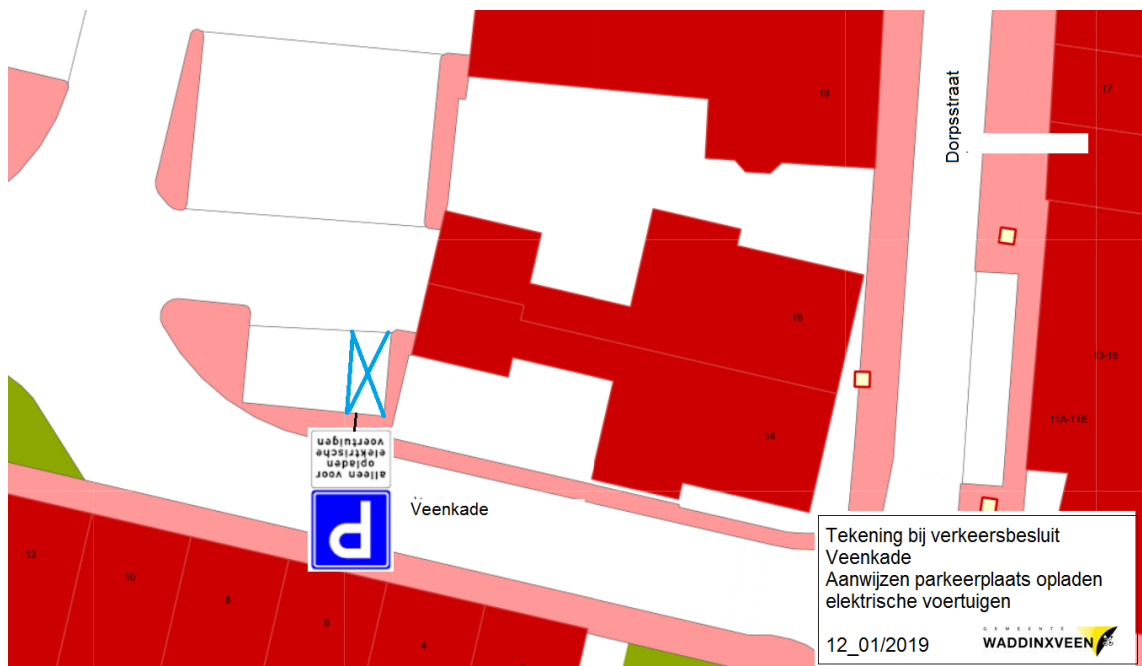 18
17
Dorpsstraat
16
13-15
11A-11E
14
alleen voor
opladen
elektrische
voertuigen
P
Veenkade
12
10
8
6
4
Tekening bij verkeersbesluit
Veenkade
Aanwijzen parkeerplaats opladen
elektrische voertuigen
12_01/2019
GEMEENTE
WADDINXVEEN